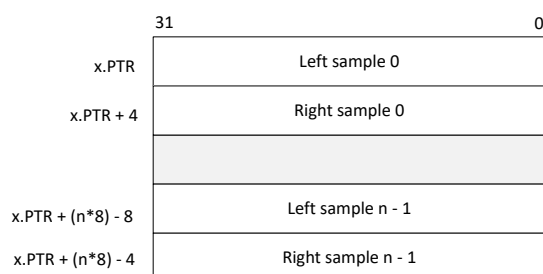 31 0
x.PTR Left sample 0
x.PTR + 4 Right sample 0
x.PTR + (n*8) - 8 Left sample n - 1
x.PTR + (n*8) - 4 Right sample n - 1